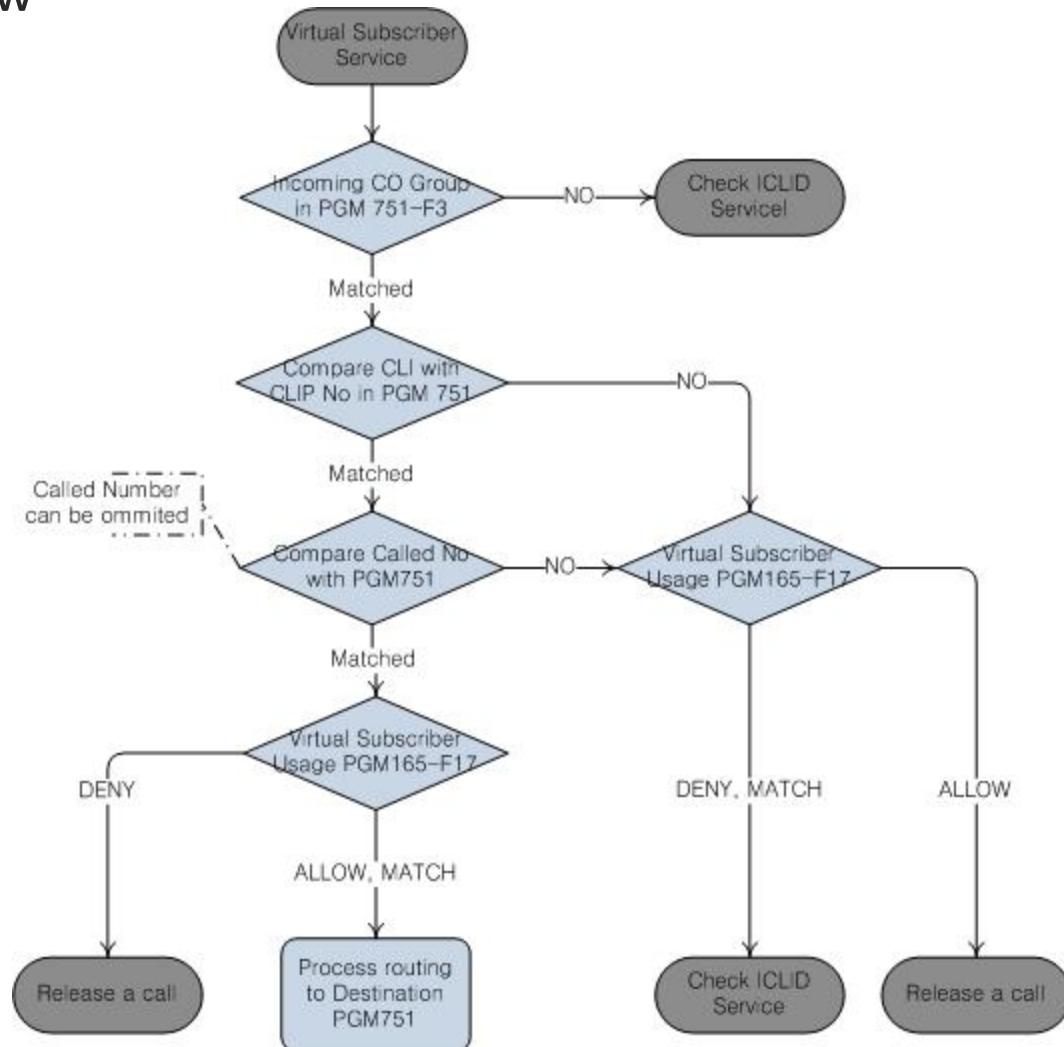 W
Virtual Subscriber
Service
Incoming CO Group
in PGM 751-F3
NO
Check ICLID
Servicel
Matched
Compare CLI with
CLIP No in PGM 751
NO
Matched
Called Number
can be ommited
Compare Called No
with PGM751
NO
Virtual Subscriber
Usage PGM165-F17
Matched
Virtual Subscriber
Usage PGM165-F17
DENY
DENY, MATCH
ALLOW
ALLOW, MATCH
Release a call
Process routing
to Destination
PGM751
Check ICLID
Service
Release a call